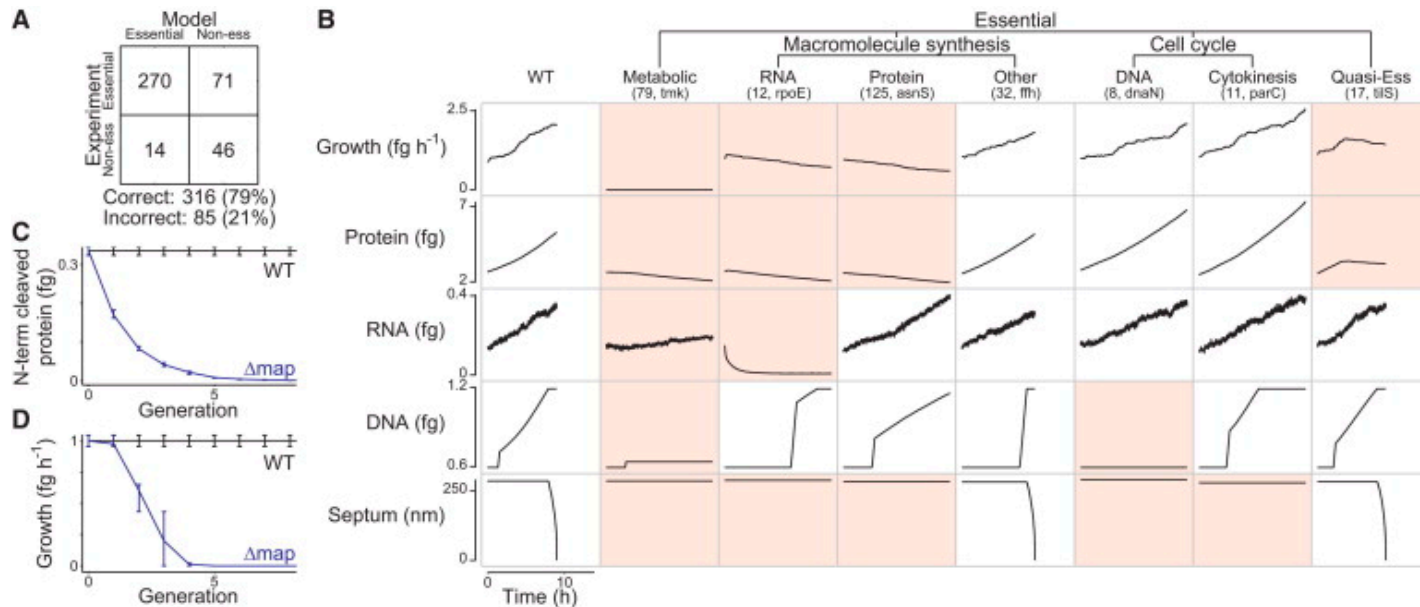 A
Model
Essential Non-ess
Experiment
Essential
Non-ess
270 71
14 46
Correct: 316 (79%)
Incorrect: 85 (21%)
B
Essential
Macromolecule synthesis Cell cycle
WT Metabolic RNA Protein Other DNA Cytokinesis Quasi-Ess
(79, tmk) (12, rpoE) (125, asnS) (32, ffh) (8, dnaN) (11, parC) (17, tilS)
Growth (fg h⁻¹)
2.5
0
Protein (fg)
7
2
RNA (fg)
0.4
0
DNA (fg)
1.2
0.6
Septum (nm)
250
0
0 10
Time (h)
C
N-term cleaved
protein (fg)
0.3
0
WT
Δmap
0 5
Generation
D
Growth (fg h⁻¹)
1
0
WT
Δmap
0 5
Generation